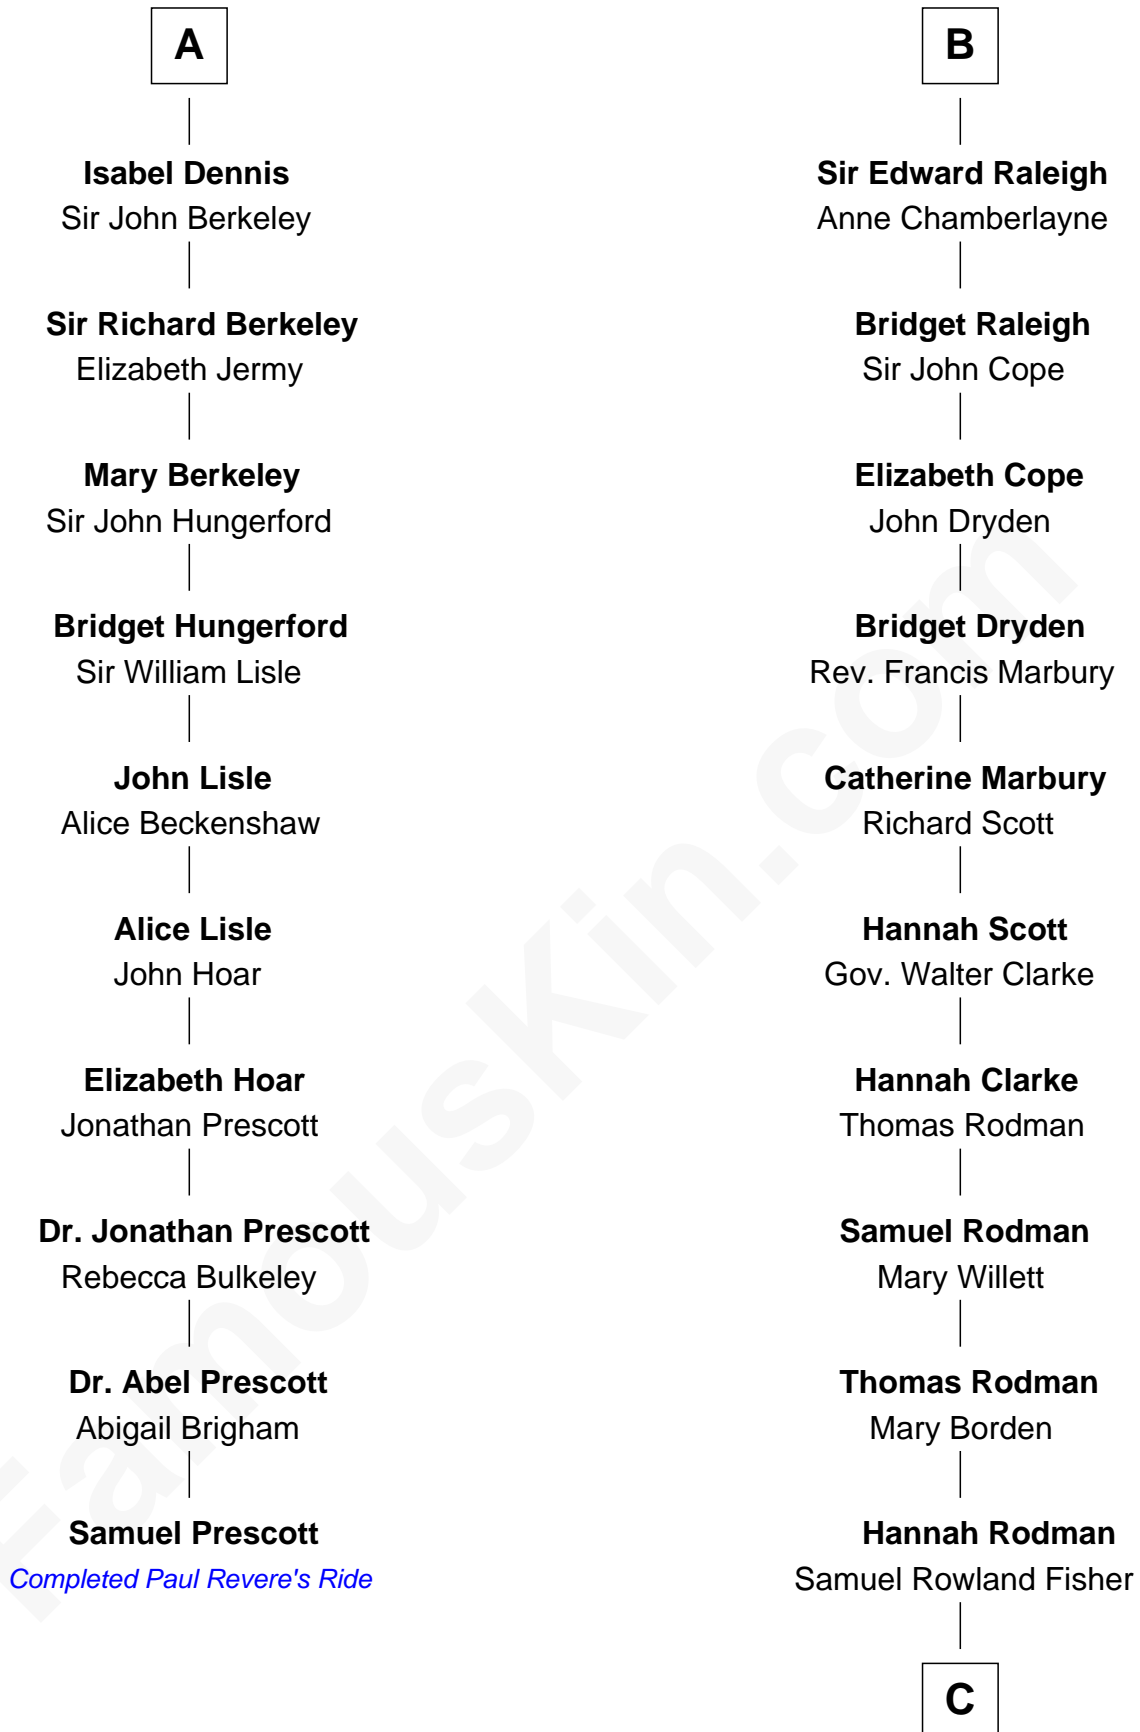 A
Isabel Dennis
Sir John Berkeley
Sir Richard Berkeley
Elizabeth Jermy
Mary Berkeley
Sir John Hungerford
Bridget Hungerford
Sir William Lisle
John Lisle
Alice Beckenshaw
Alice Lisle
John Hoar
Elizabeth Hoar
Jonathan Prescott
Dr. Jonathan Prescott
Rebecca Bulkeley
Dr. Abel Prescott
Abigail Brigham
Samuel Prescott
Completed Paul Revere's Ride
B
Sir Edward Raleigh
Anne Chamberlayne
Bridget Raleigh
Sir John Cope
Elizabeth Cope
John Dryden
Bridget Dryden
Rev. Francis Marbury
Catherine Marbury
Richard Scott
Hannah Scott
Gov. Walter Clarke
Hannah Clarke
Thomas Rodman
Samuel Rodman
Mary Willett
Thomas Rodman
Mary Borden
Hannah Rodman
Samuel Rowland Fisher
C
FamousKin.com